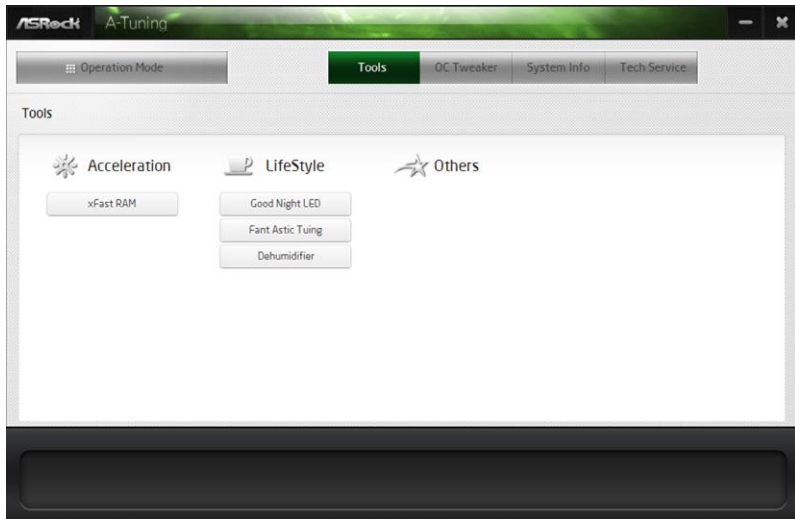 ASRock A-Tuning
Operation Mode
Tools OC Tweaker System Info Tech Service
Tools
Acceleration LifeStyle Others
xFast RAM Good Night LED
Fant Astic Tuing
Dehumidifier